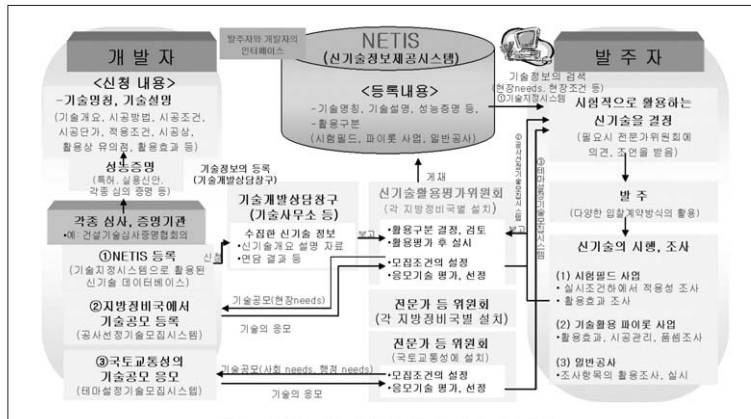 개 발 자
<신청 내용>
-기술명칭, 기술설명
(기술개요, 시공방법, 시공조건,
시공단가, 적용조건, 시공상,
활용상 유의점, 활용효과 등)
성능증명
(특허, 실용신안,
각종 심의 증명 등)
각종 심사, 증명기관
•예: 건설기술심사증명협회의
①NETIS 등록
(기술지정시스템으로 활용된
신기술 데이터베이스)
②지방정비국에서
기술공모 등록
(공사선정기술모집시스템)
③국토교통성의
기술공모 응모
(테마설정기술모집시스템)
발주자와 개발자의
인터페이스
NETIS
(신기술정보제공시스템)
<등록내용>
-기술명칭, 기술설명, 성능증명 등,
-활용구분
(시험필드, 파이롯 사업, 일반공사)
기술정보의 검색
(현장needs, 현장조건 등)
①기술지정시스템
②공사선정기술모집시스템
③테마설정기술모집시스템
게재
기술정보의 등록
(기술개발상담창구)
기술개발상담창구
(기술사무소 등)
수집한 신기술 정보
•신기술개요 설명 자료
•면담 결과 등
신청
보고
보고
신기술활용평가위원회
(각 지방정비국별 설치)
•활용구분 결정, 검토
•활용평가 후 실시
•모집조건의 설정
•응모기술 평가, 선정
기술공모(현장needs)
기술의 응모
전문가 등 위원회
(각 지방정비국별 설치)
전문가 등 위원회
(국토교통성에 설치)
•모집조건의 설정
•응모기술 평가, 선정
기술공모(사회 needs, 행정 needs)
기술의 응모
발 주 자
시험적으로 활용하는
신기술을 결정
(필요시 전문가위원회에
의견, 조언을 받음)
발 주
(다양한 입찰계약방식의 활용)
신기술의 시행, 조사
(1) 시험필드 사업
•실시조건하에서 적용성 조사
•활용효과 조사
(2) 기술활용 파이롯 사업
•활용효과, 시공관리, 품셈조사
(3) 일반공사
•조사항목의 활용조사, 실시